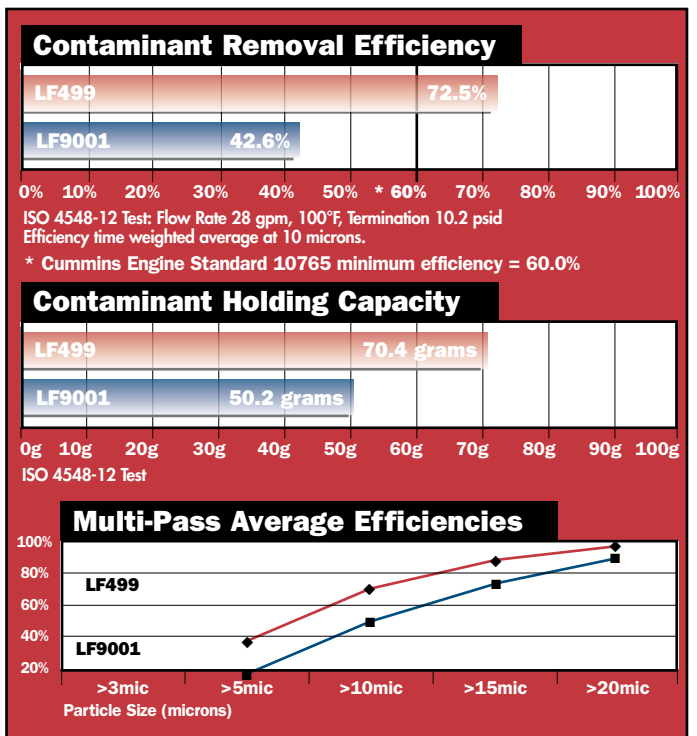 Contaminant Removal Efficiency
LF499 72.5%
LF9001 42.6%
0% 10% 20% 30% 40% 50% * 60% 70% 80% 90% 100%
ISO 4548-12 Test: Flow Rate 28 gpm, 100°F, Termination 10.2 psid
Efficiency time weighted average at 10 microns.
* Cummins Engine Standard 10765 minimum efficiency = 60.0%
Contaminant Holding Capacity
LF499 70.4 grams
LF9001 50.2 grams
0g 10g 20g 30g 40g 50g 60g 70g 80g 90g 100g
ISO 4548-12 Test
Multi-Pass Average Efficiencies
100%
80%
LF499
60%
40%
LF9001
20%
>3mic >5mic >10mic >15mic >20mic
Particle Size (microns)